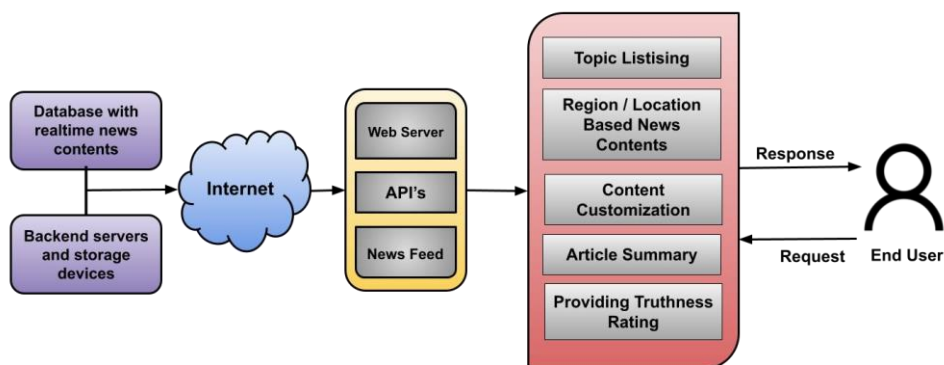 Database with
realtime news
contents
Backend servers
and storage
devices
Internet
Web Server
API's
News Feed
Topic Listising
Region / Location
Based News
Contents
Content
Customization
Article Summary
Providing Truthness
Rating
Response
Request
End User